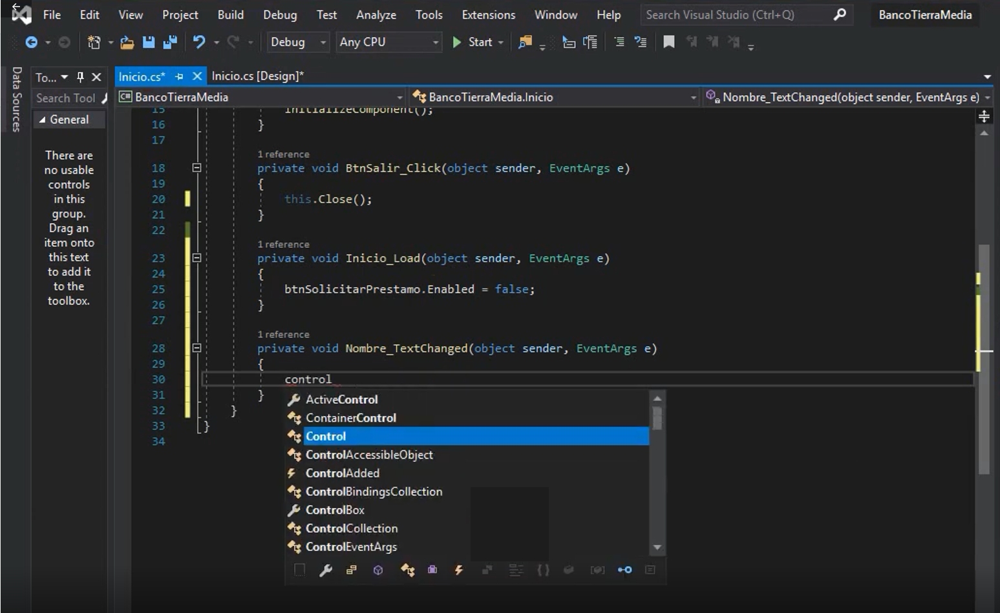 File Edit View Project Build Debug Test Analyze Tools Extensions Window Help Search Visual Studio (Ctrl+Q) BancoTierraMedia
Debug Any CPU Start
Data Sources
To...
Search Tool
General
There are
no usable
controls
in this
group.
Drag an
item onto
this text
to add it
to the
toolbox.
Inicio.cs* Inicio.cs [Design]*
C# BancoTierraMedia BancoTierraMedia.Inicio Nombre_TextChanged(object sender, EventArgs e)
15 InitializeComponent();
16 }
17
1 reference
18 private void BtnSalir_Click(object sender, EventArgs e)
19 {
20 this.Close();
21 }
22
1 reference
23 private void Inicio_Load(object sender, EventArgs e)
24 {
25 btnSolicitarPrestamo.Enabled = false;
26 }
27
1 reference
28 private void Nombre_TextChanged(object sender, EventArgs e)
29 {
30 control
31 }
32 }
33 }
34
ActiveControl
ContainerControl
Control
ControlAccessibleObject
ControlAdded
ControlBindingsCollection
ControlBox
ControlCollection
ControlEventArgs